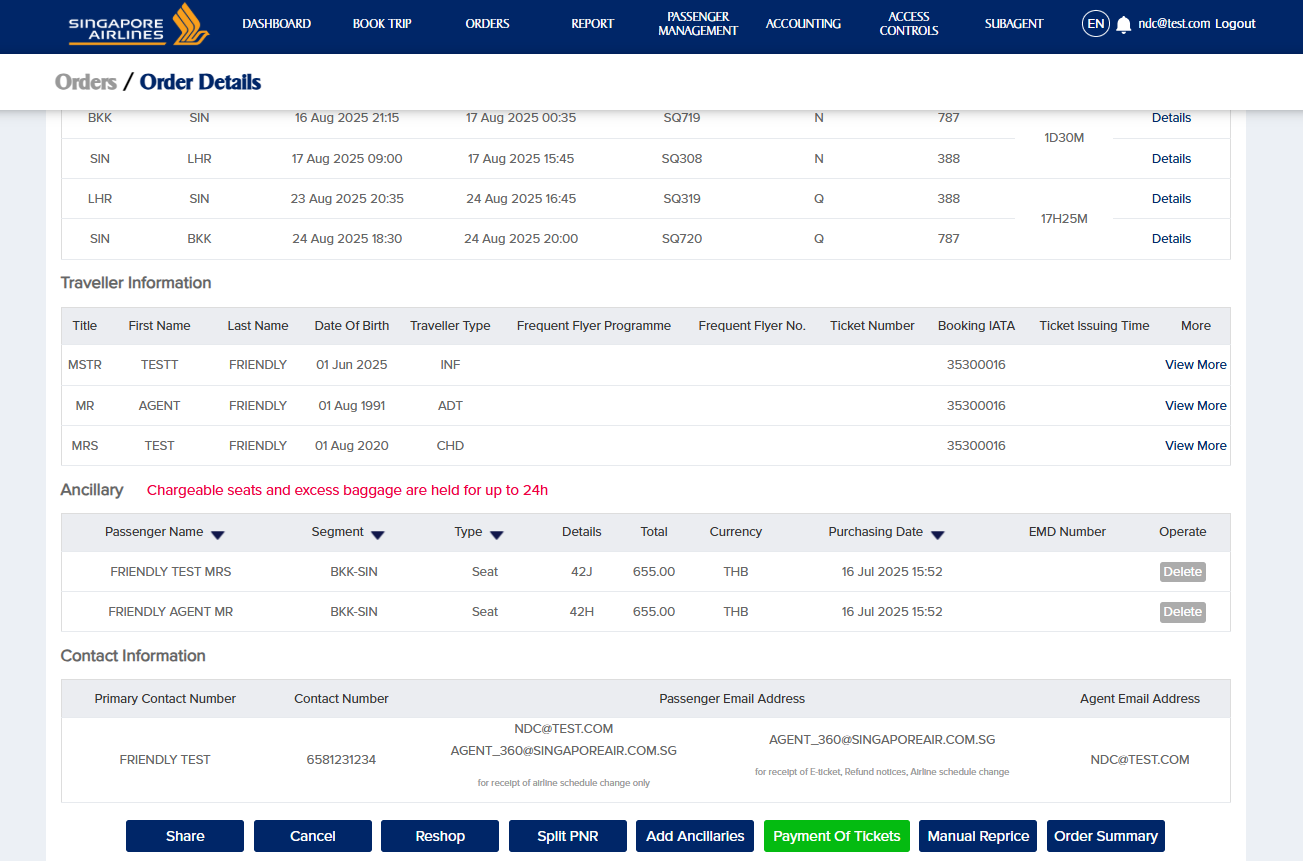 SINGAPORE AIRLINES DASHBOARD BOOK TRIP ORDERS REPORT PASSENGER MANAGEMENT ACCOUNTING ACCESS CONTROLS SUBAGENT EN ndc@test.com Logout
Orders / Order Details
BKK SIN 16 Aug 2025 21:15 17 Aug 2025 00:35 SQ719 N 787 Details
1D30M
SIN LHR 17 Aug 2025 09:00 17 Aug 2025 15:45 SQ308 N 388 Details
LHR SIN 23 Aug 2025 20:35 24 Aug 2025 16:45 SQ319 Q 388 Details
17H25M
SIN BKK 24 Aug 2025 18:30 24 Aug 2025 20:00 SQ720 Q 787 Details
Traveller Information
Title First Name Last Name Date Of Birth Traveller Type Frequent Flyer Programme Frequent Flyer No. Ticket Number Booking IATA Ticket Issuing Time More
MSTR TESTT FRIENDLY 01 Jun 2025 INF 35300016 View More
MR AGENT FRIENDLY 01 Aug 1991 ADT 35300016 View More
MRS TEST FRIENDLY 01 Aug 2020 CHD 35300016 View More
Ancillary Chargeable seats and excess baggage are held for up to 24h
Passenger Name Segment Type Details Total Currency Purchasing Date EMD Number Operate
FRIENDLY TEST MRS BKK-SIN Seat 42J 655.00 THB 16 Jul 2025 15:52 Delete
FRIENDLY AGENT MR BKK-SIN Seat 42H 655.00 THB 16 Jul 2025 15:52 Delete
Contact Information
Primary Contact Number Contact Number Passenger Email Address Agent Email Address
NDC@TEST.COM
AGENT_360@SINGAPOREAIR.COM.SG AGENT_360@SINGAPOREAIR.COM.SG
FRIENDLY TEST 6581231234 NDC@TEST.COM
for receipt of airline schedule change only for receipt of E-ticket, Refund notices, Airline schedule change
Share Cancel Reshop Split PNR Add Ancillaries Payment Of Tickets Manual Reprice Order Summary